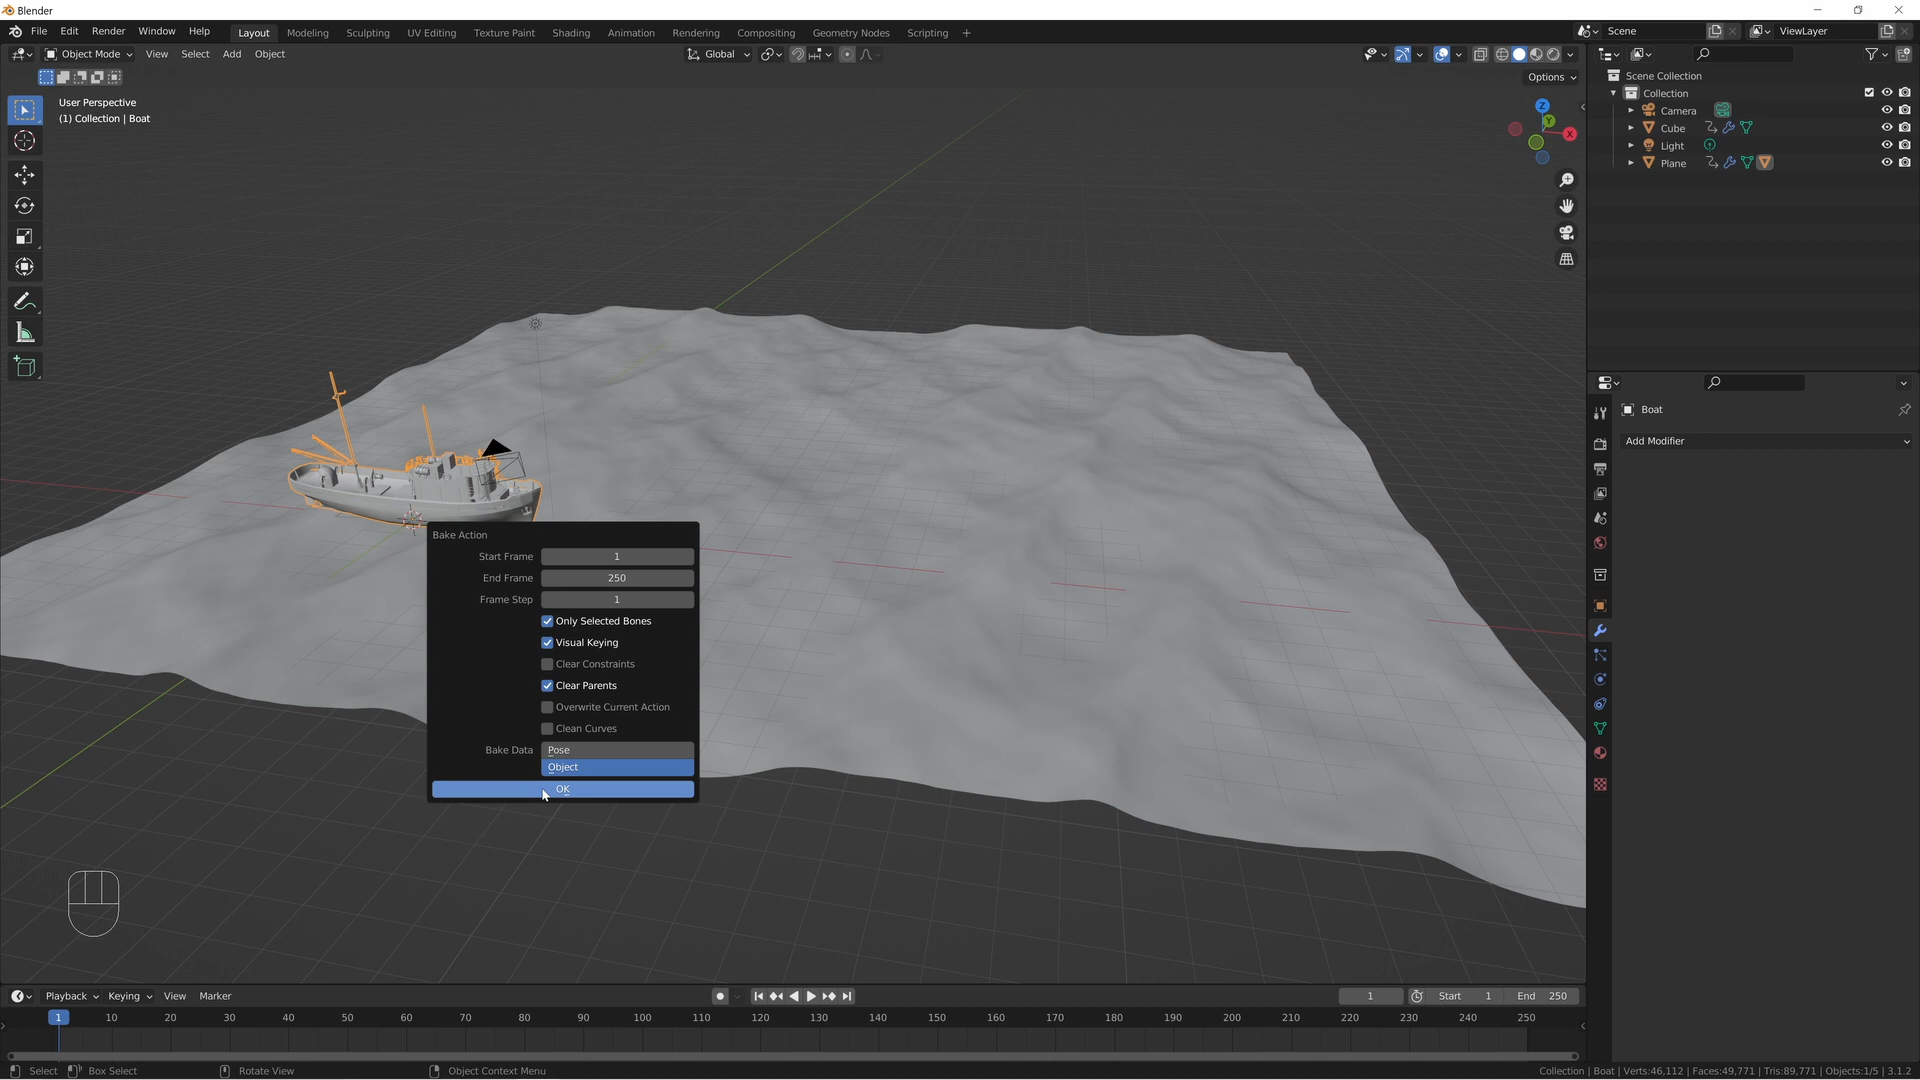 Blender
File Edit Render Window Help Layout Modeling Sculpting UV Editing Texture Paint Shading Animation Rendering Compositing Geometry Nodes Scripting + Scene ViewLayer
Object Mode View Select Add Object Global
Options
User Perspective
(1) Collection | Boat
Z
Y
X
Scene Collection
Collection
Camera
Cube
Light
Plane
Boat
Add Modifier
Bake Action
Start Frame 1
End Frame 250
Frame Step 1
Only Selected Bones
Visual Keying
Clear Constraints
Clear Parents
Overwrite Current Action
Clean Curves
Bake Data Pose
Object
OK
Playback Keying View Marker 1 Start 1 End 250
1 10 20 30 40 50 60 70 80 90 100 110 120 130 140 150 160 170 180 190 200 210 220 230 240 250
Select Box Select Rotate View Object Context Menu Collection | Boat | Verts:46,112 | Faces:49,771 | Tris:89,771 | Objects:1/5 | 3.1.2